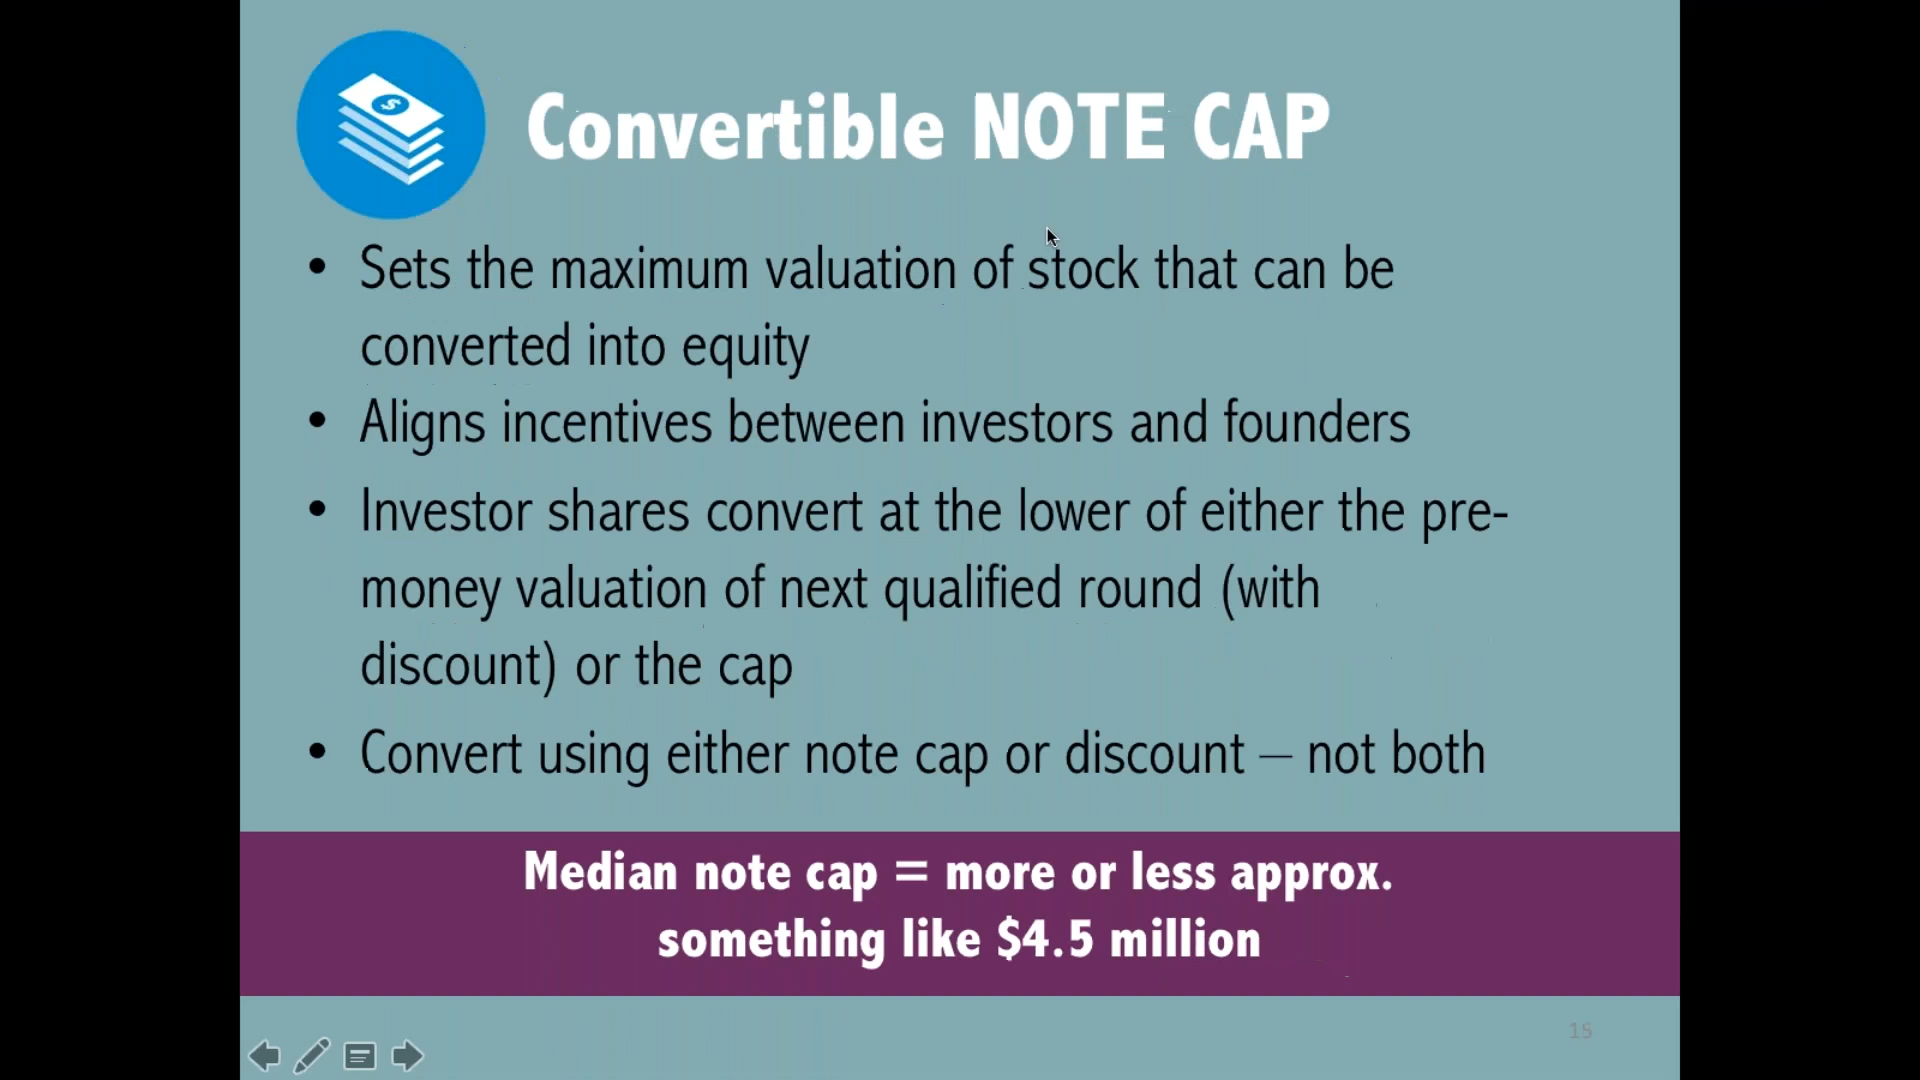 $
Convertible NOTE CAP
• Sets the maximum valuation of stock that can be
converted into equity
• Aligns incentives between investors and founders
• Investor shares convert at the lower of either the pre-
money valuation of next qualified round (with
discount) or the cap
• Convert using either note cap or discount – not both
Median note cap = more or less approx.
something like $4.5 million
15